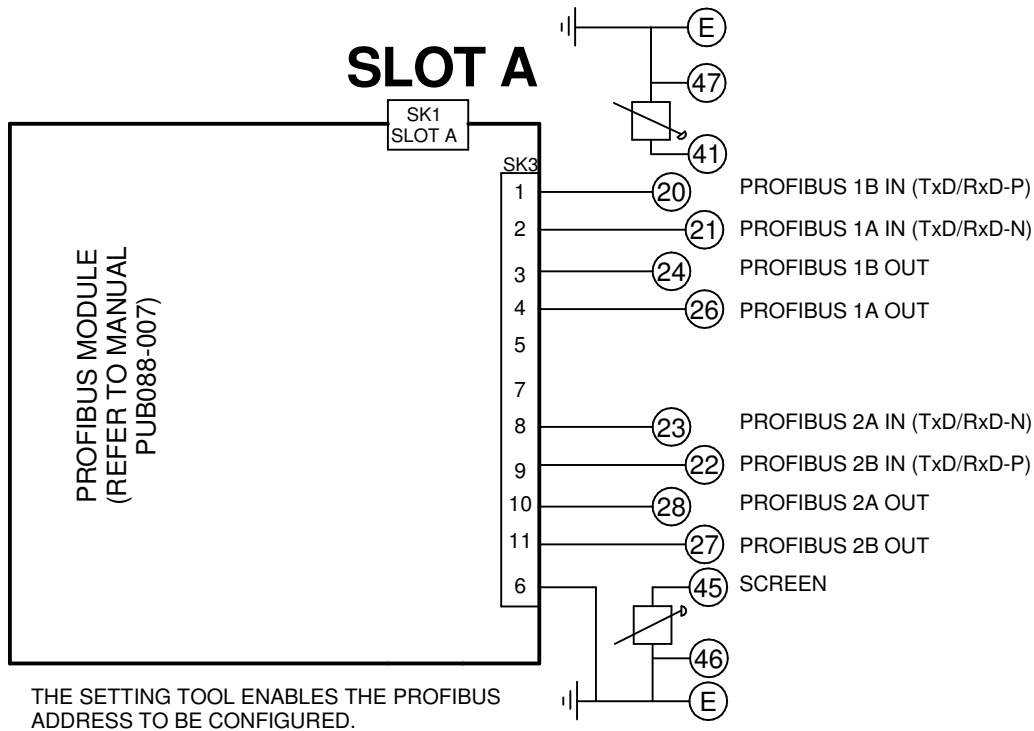 SLOT A
SK1
SLOT A
E
47
41
SK3
1
20
PROFIBUS 1B IN (TxD/RxD-P)
2
21
PROFIBUS 1A IN (TxD/RxD-N)
3
24
PROFIBUS 1B OUT
4
26
PROFIBUS 1A OUT
5
7
8
23
PROFIBUS 2A IN (TxD/RxD-N)
9
22
PROFIBUS 2B IN (TxD/RxD-P)
10
28
PROFIBUS 2A OUT
11
27
PROFIBUS 2B OUT
6
45
SCREEN
46
E
PROFIBUS MODULE
(REFER TO MANUAL
PUB088-007)
THE SETTING TOOL ENABLES THE PROFIBUS
ADDRESS TO BE CONFIGURED.